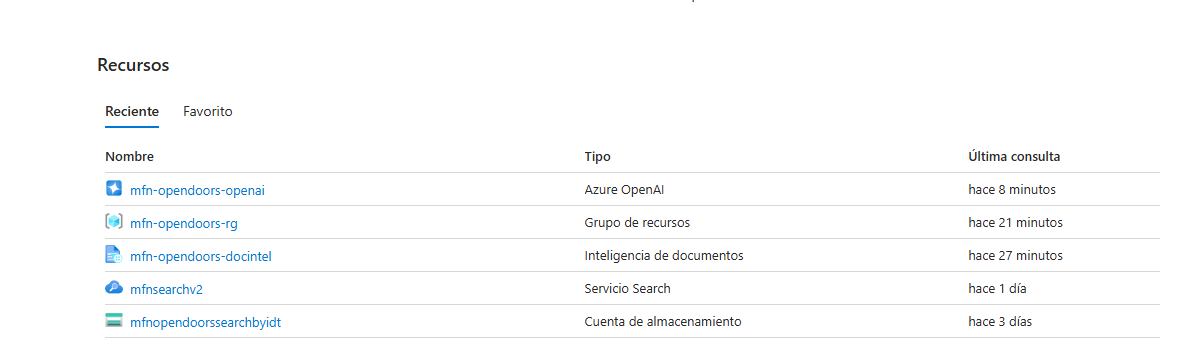 Recursos
Reciente Favorito
Nombre Tipo Última consulta
mfn-opendoors-openai Azure OpenAI hace 8 minutos
mfn-opendoors-rg Grupo de recursos hace 21 minutos
mfn-opendoors-docintel Inteligencia de documentos hace 27 minutos
mfnsearchv2 Servicio Search hace 1 día
mfnopendoorssearchbyidt Cuenta de almacenamiento hace 3 días